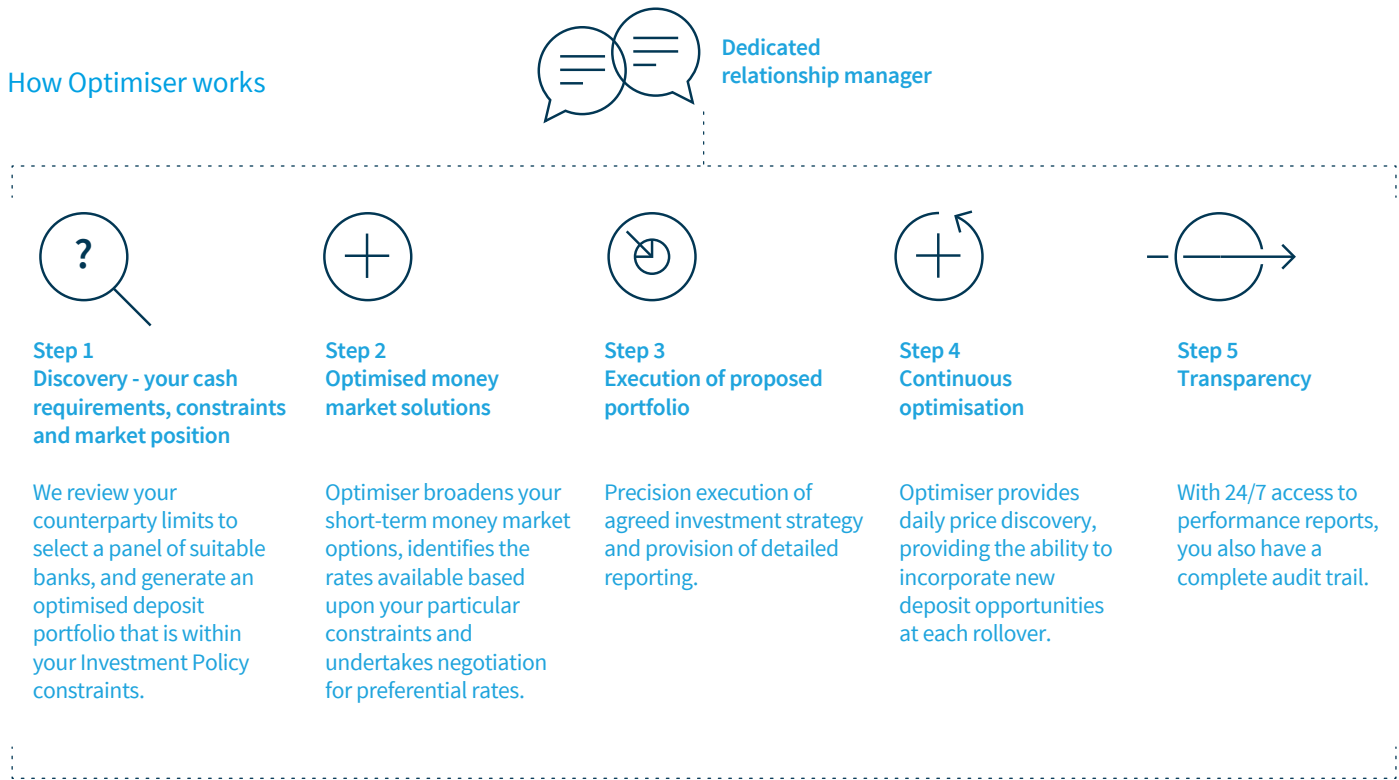 How Optimiser works
Dedicated
relationship manager
?
Step 1
Discovery - your cash
requirements, constraints
and market position
We review your
counterparty limits to
select a panel of suitable
banks, and generate an
optimised deposit
portfolio that is within
your Investment Policy
constraints.
Step 2
Optimised money
market solutions
Optimiser broadens your
short-term money market
options, identifies the
rates available based
upon your particular
constraints and
undertakes negotiation
for preferential rates.
Step 3
Execution of proposed
portfolio
Precision execution of
agreed investment strategy
and provision of detailed
reporting.
Step 4
Continuous
optimisation
Optimiser provides
daily price discovery,
providing the ability to
incorporate new
deposit opportunities
at each rollover.
Step 5
Transparency
With 24/7 access to
performance reports,
you also have a
complete audit trail.